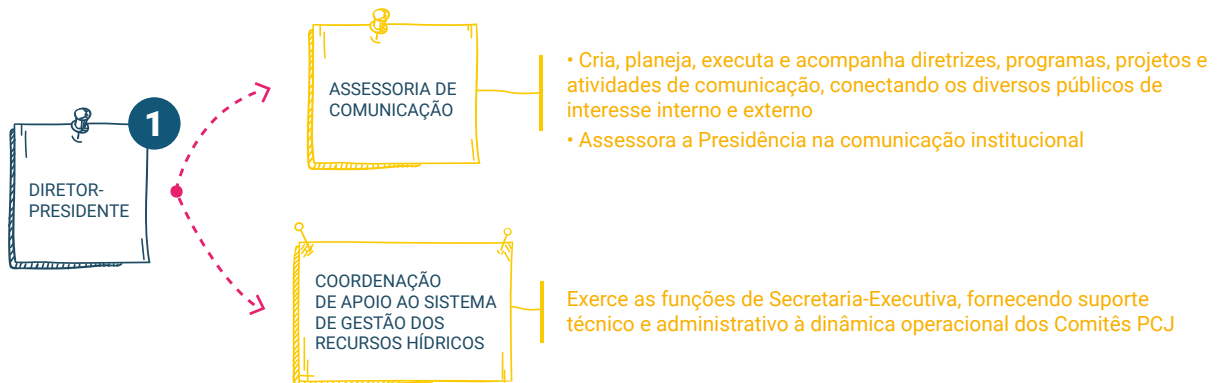 1
DIRETOR-
PRESIDENTE
ASSESSORIA DE
COMUNICAÇÃO
• Cria, planeja, executa e acompanha diretrizes, programas, projetos e
atividades de comunicação, conectando os diversos públicos de
interesse interno e externo
• Assessora a Presidência na comunicação institucional
COORDENAÇÃO
DE APOIO AO SISTEMA
DE GESTÃO DOS
RECURSOS HÍDRICOS
Exerce as funções de Secretaria-Executiva, fornecendo suporte
técnico e administrativo à dinâmica operacional dos Comitês PCJ